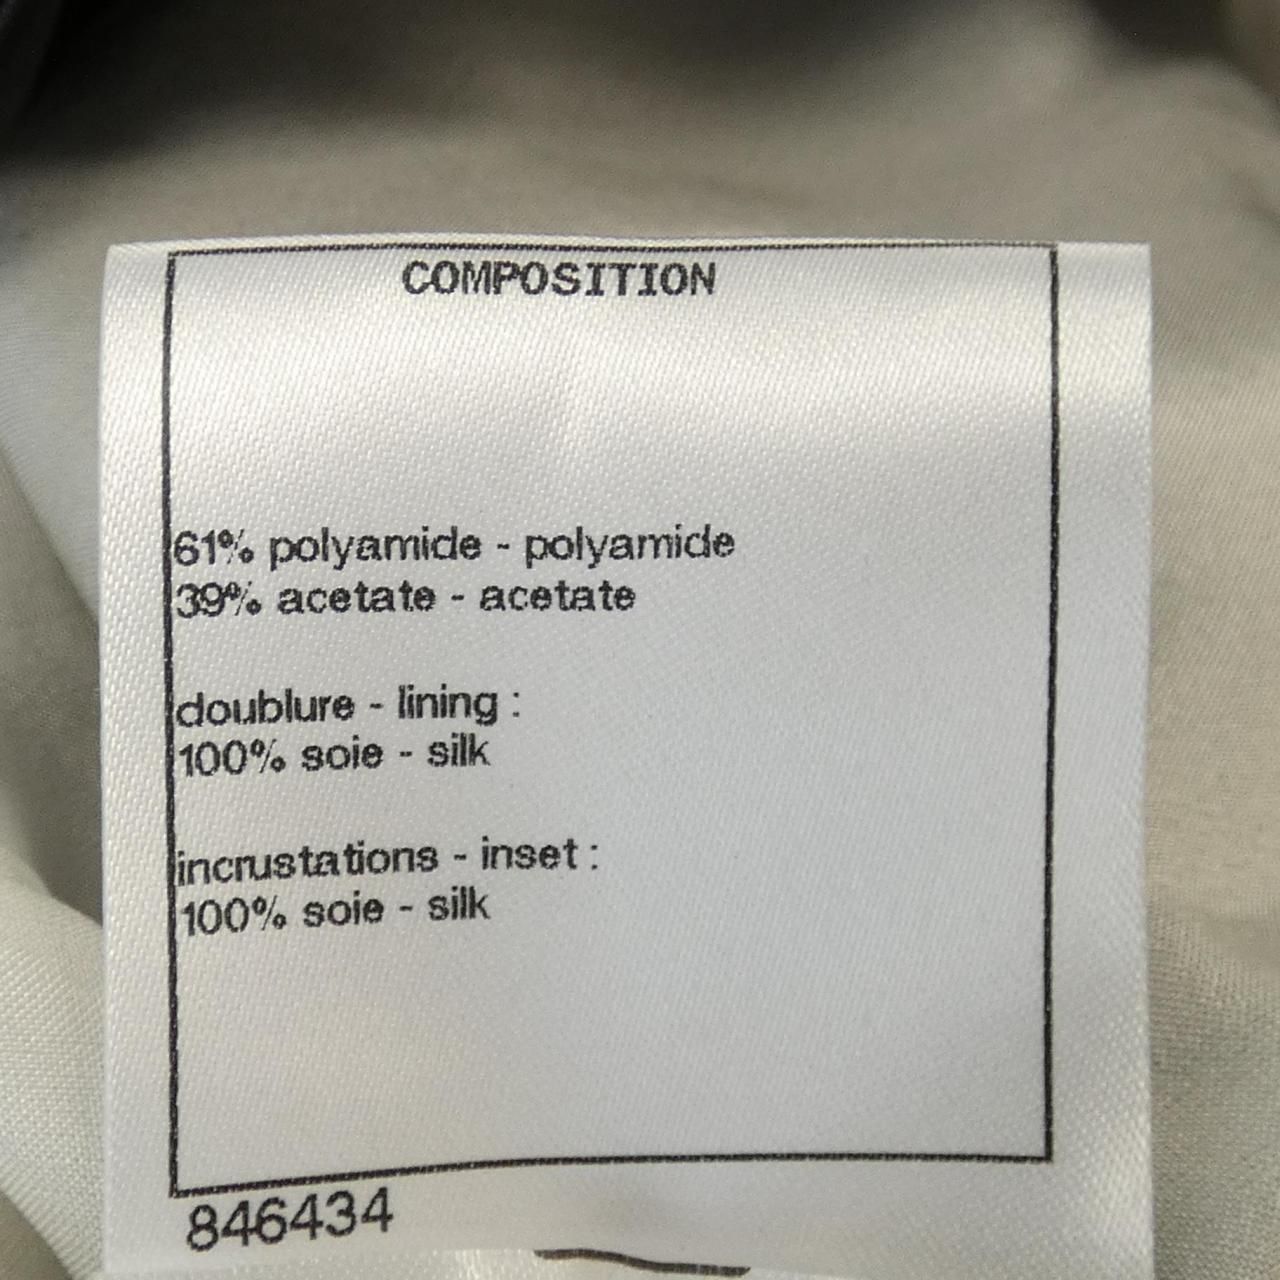 COMPOSITION
61% polyamide - polyamide
39% acetate - acetate
doublure - lining :
100% soie - silk
incrustations - inset :
100% soie - silk
846434